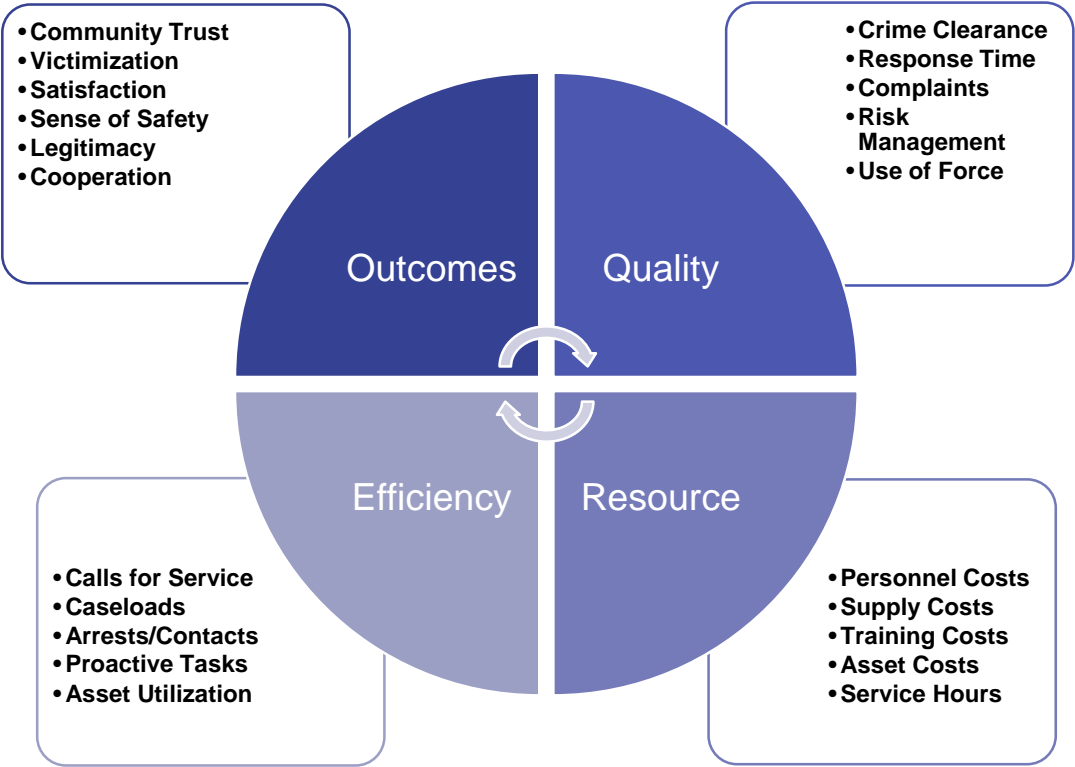 •Community Trust
•Victimization
•Satisfaction
•Sense of Safety
•Legitimacy
•Cooperation
•Crime Clearance
•Response Time
•Complaints
•Risk
Management
•Use of Force
Outcomes
Quality
Efficiency
Resource
•Calls for Service
•Caseloads
•Arrests/Contacts
•Proactive Tasks
•Asset Utilization
•Personnel Costs
•Supply Costs
•Training Costs
•Asset Costs
•Service Hours